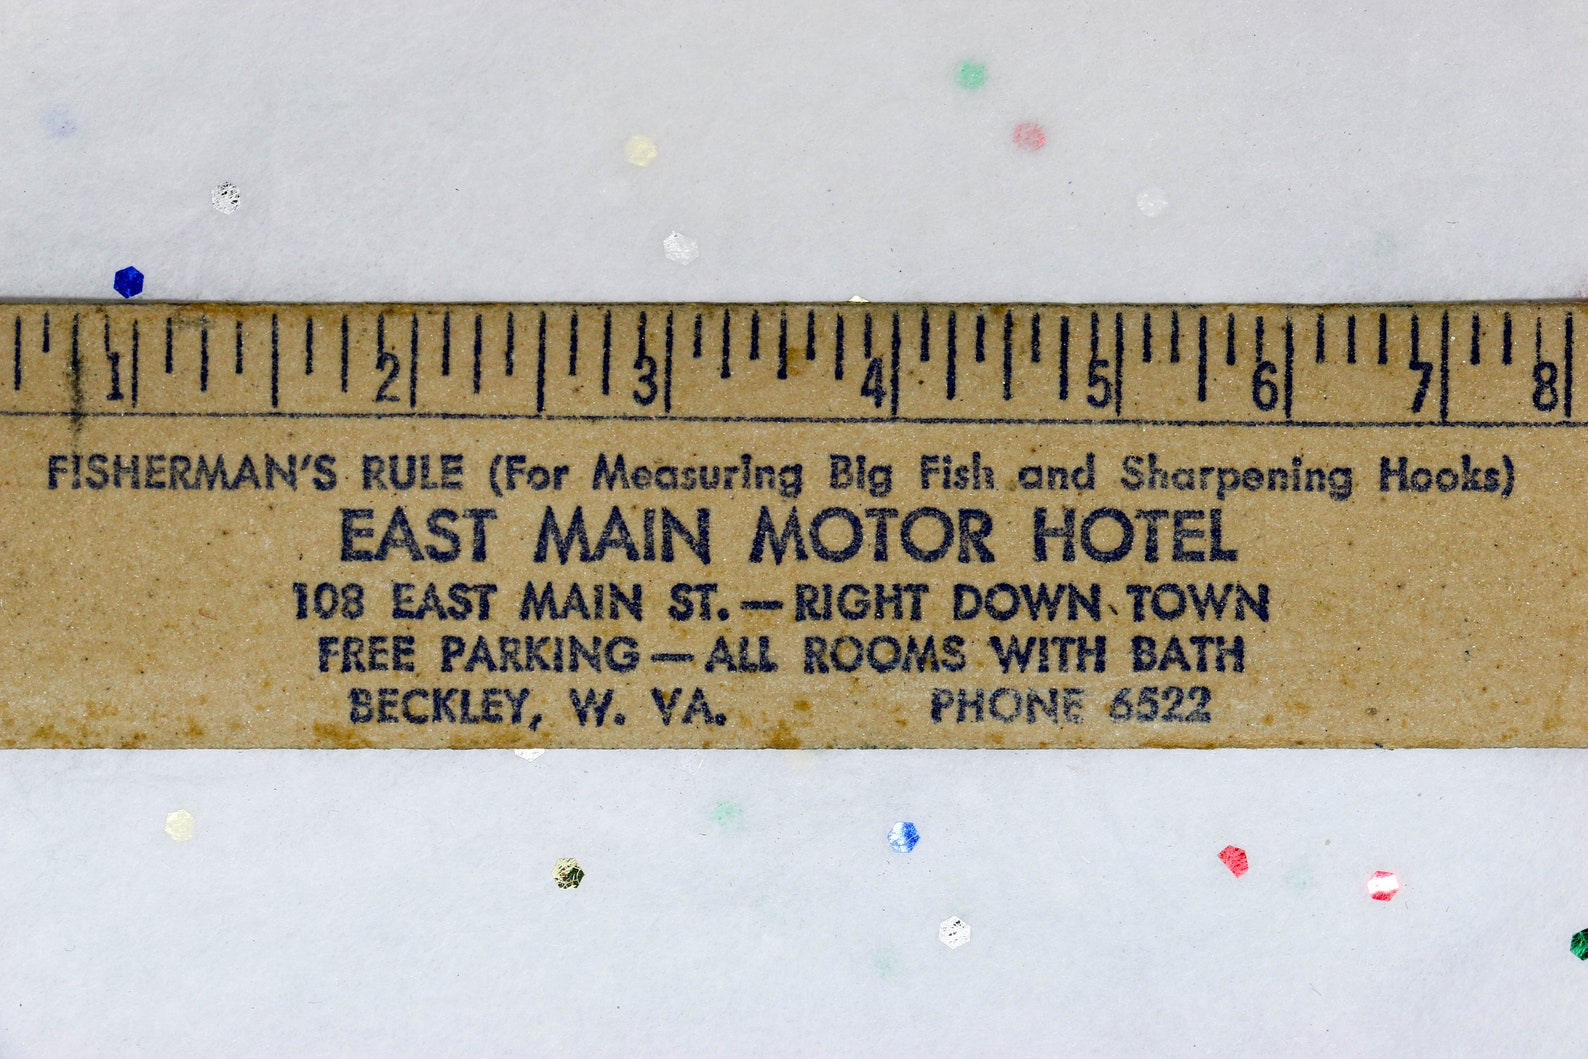 1 2 3 4 5 6 7 8
FISHERMAN'S RULE (For Measuring Big Fish and Sharpening Hooks)
EAST MAIN MOTOR HOTEL
108 EAST MAIN ST. — RIGHT DOWN TOWN
FREE PARKING — ALL ROOMS WITH BATH
BECKLEY, W. VA. PHONE 6522